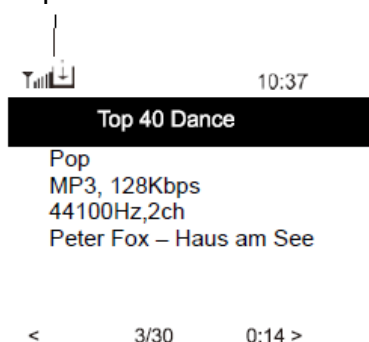 10:37
Top 40 Dance
Pop
MP3, 128Kbps
44100Hz,2ch
Peter Fox – Haus am See
< 3/30 0:14 >